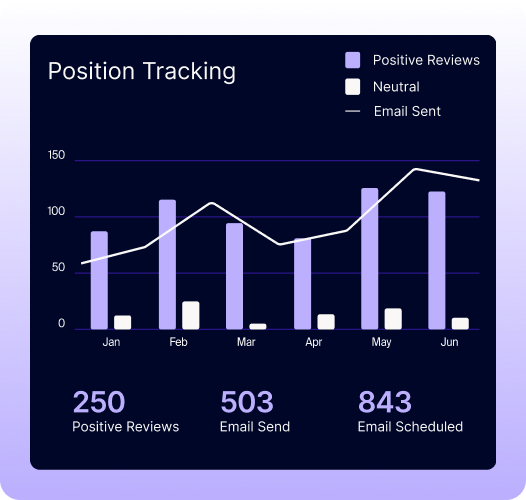 Position Tracking
Positive Reviews
Neutral
Email Sent
150
100
50
0
Jan Feb Mar Apr May Jun
250 503 843
Positive Reviews Email Send Email Scheduled